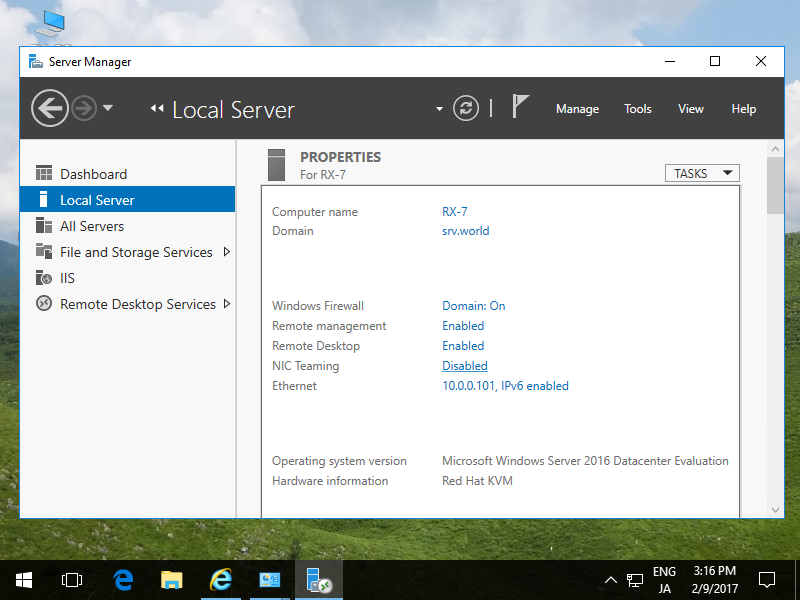 Server Manager
Local Server
Manage Tools View Help
Dashboard
Local Server
All Servers
File and Storage Services
IIS
Remote Desktop Services
PROPERTIES
For RX-7
TASKS
Computer name RX-7
Domain srv.world
Windows Firewall Domain: On
Remote management Enabled
Remote Desktop Enabled
NIC Teaming Disabled
Ethernet 10.0.0.101, IPv6 enabled
Operating system version Microsoft Windows Server 2016 Datacenter Evaluation
Hardware information Red Hat KVM
ENG
JA
3:16 PM
2/9/2017